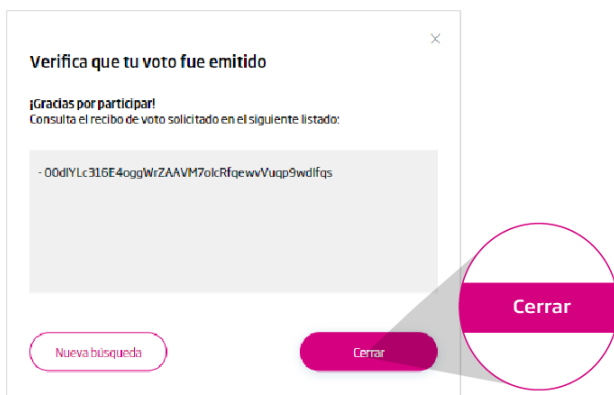 Verifica que tu voto fue emitido
¡Gracias por participar!
Consulta el recibo de voto solicitado en el siguiente listado:
- 00dlYLc316E4oggWrZAAVM7olcRfqewvVuqp9wdlfqs
Nueva búsqueda
Cerrar
Cerrar